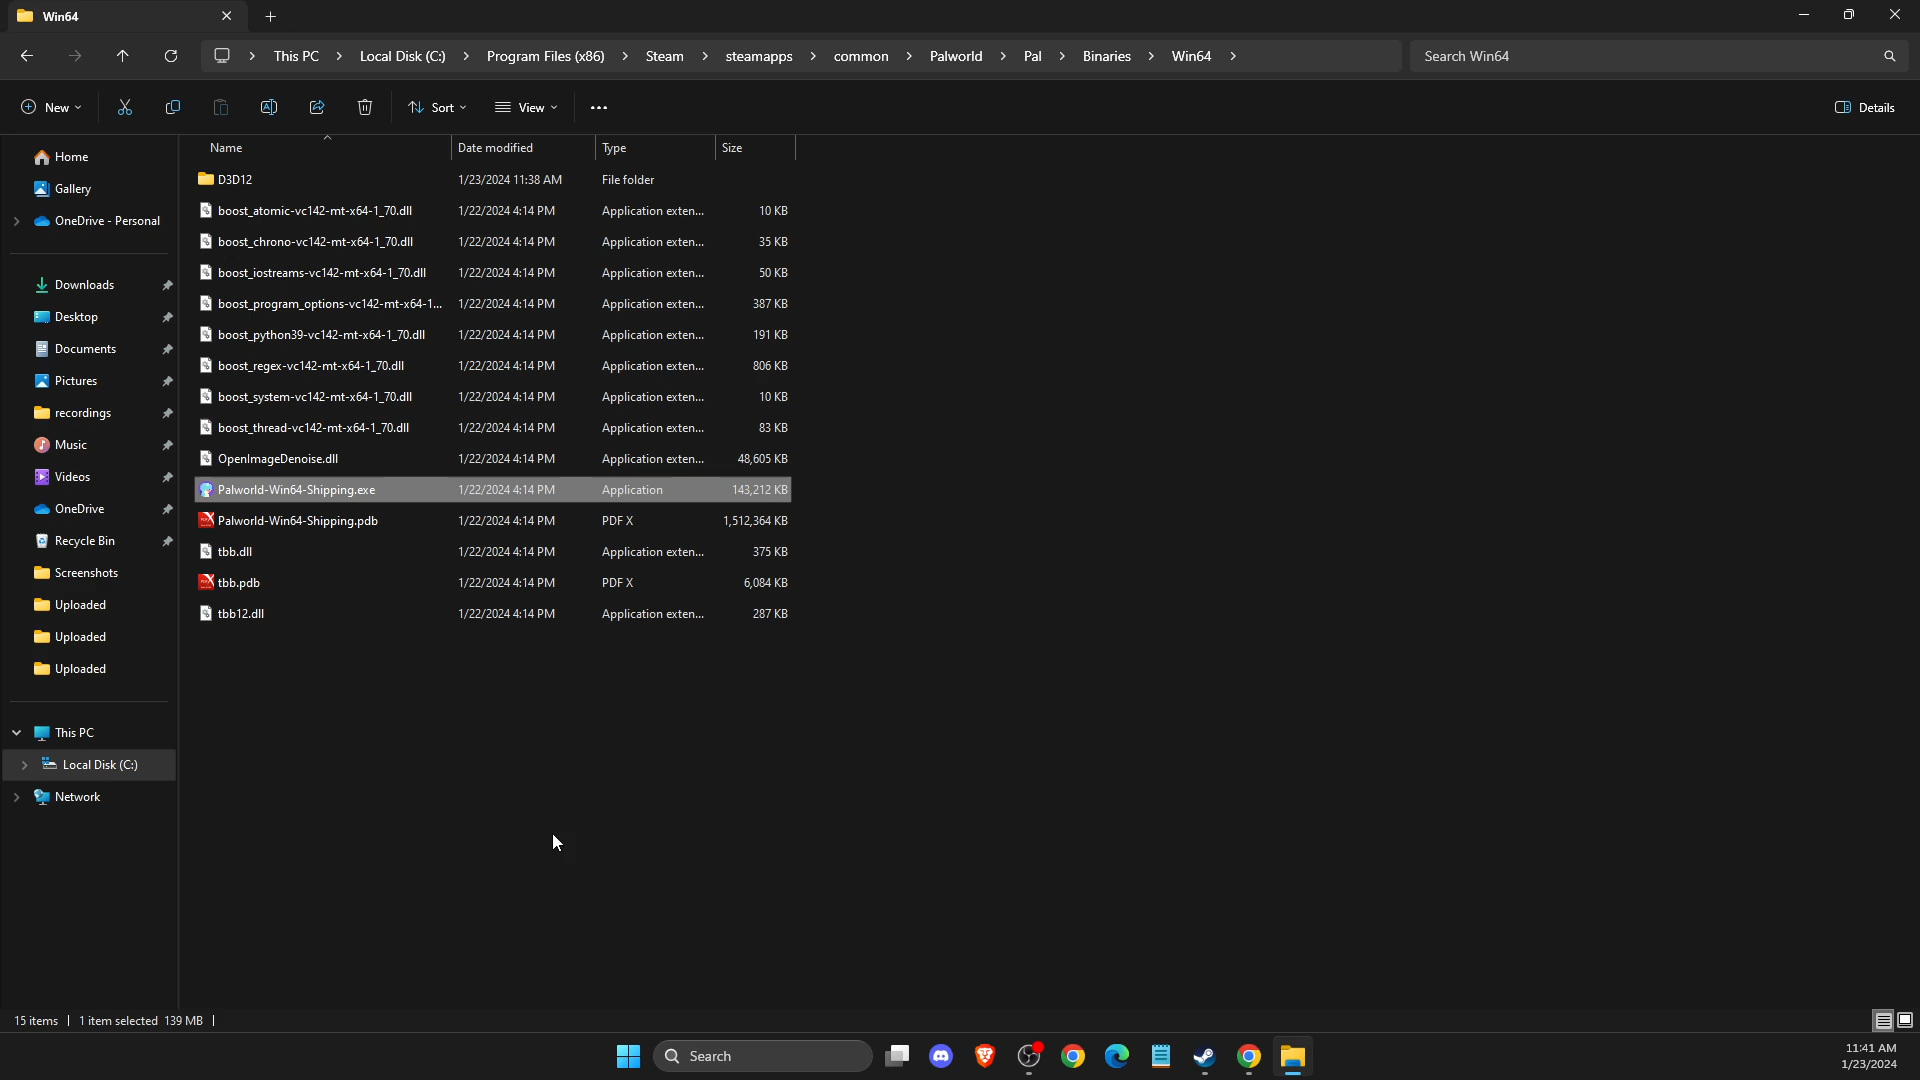 Win64
This PC > Local Disk (C:) > Program Files (x86) > Steam > steamapps > common > Palworld > Pal > Binaries > Win64 >
Search Win64
New
Sort
View
Details
Home
Gallery
OneDrive - Personal
Downloads
Desktop
Documents
Pictures
recordings
Music
Videos
OneDrive
Recycle Bin
Screenshots
Uploaded
Uploaded
Uploaded
This PC
Local Disk (C:)
Network
Name Date modified Type Size
D3D12 1/23/2024 11:38 AM File folder
boost_atomic-vc142-mt-x64-1_70.dll 1/22/2024 4:14 PM Application exten... 10 KB
boost_chrono-vc142-mt-x64-1_70.dll 1/22/2024 4:14 PM Application exten... 35 KB
boost_iostreams-vc142-mt-x64-1_70.dll 1/22/2024 4:14 PM Application exten... 50 KB
boost_program_options-vc142-mt-x64-1... 1/22/2024 4:14 PM Application exten... 387 KB
boost_python39-vc142-mt-x64-1_70.dll 1/22/2024 4:14 PM Application exten... 191 KB
boost_regex-vc142-mt-x64-1_70.dll 1/22/2024 4:14 PM Application exten... 806 KB
boost_system-vc142-mt-x64-1_70.dll 1/22/2024 4:14 PM Application exten... 10 KB
boost_thread-vc142-mt-x64-1_70.dll 1/22/2024 4:14 PM Application exten... 83 KB
OpenImageDenoise.dll 1/22/2024 4:14 PM Application exten... 48,605 KB
Palworld-Win64-Shipping.exe 1/22/2024 4:14 PM Application 143,212 KB
Palworld-Win64-Shipping.pdb 1/22/2024 4:14 PM PDF X 1,512,364 KB
tbb.dll 1/22/2024 4:14 PM Application exten... 375 KB
tbb.pdb 1/22/2024 4:14 PM PDF X 6,084 KB
tbb12.dll 1/22/2024 4:14 PM Application exten... 287 KB
15 items | 1 item selected 139 MB |
Search
11:41 AM
1/23/2024